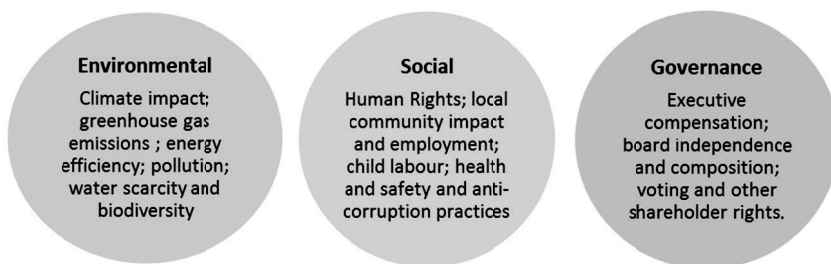 Environmental
Climate impact;
greenhouse gas
emissions ; energy
efficiency; pollution;
water scarcity and
biodiversity
Social
Human Rights; local
community impact
and employment;
child labour; health
and safety and anti-
corruption practices
Governance
Executive
compensation;
board independence
and composition;
voting and other
shareholder rights.